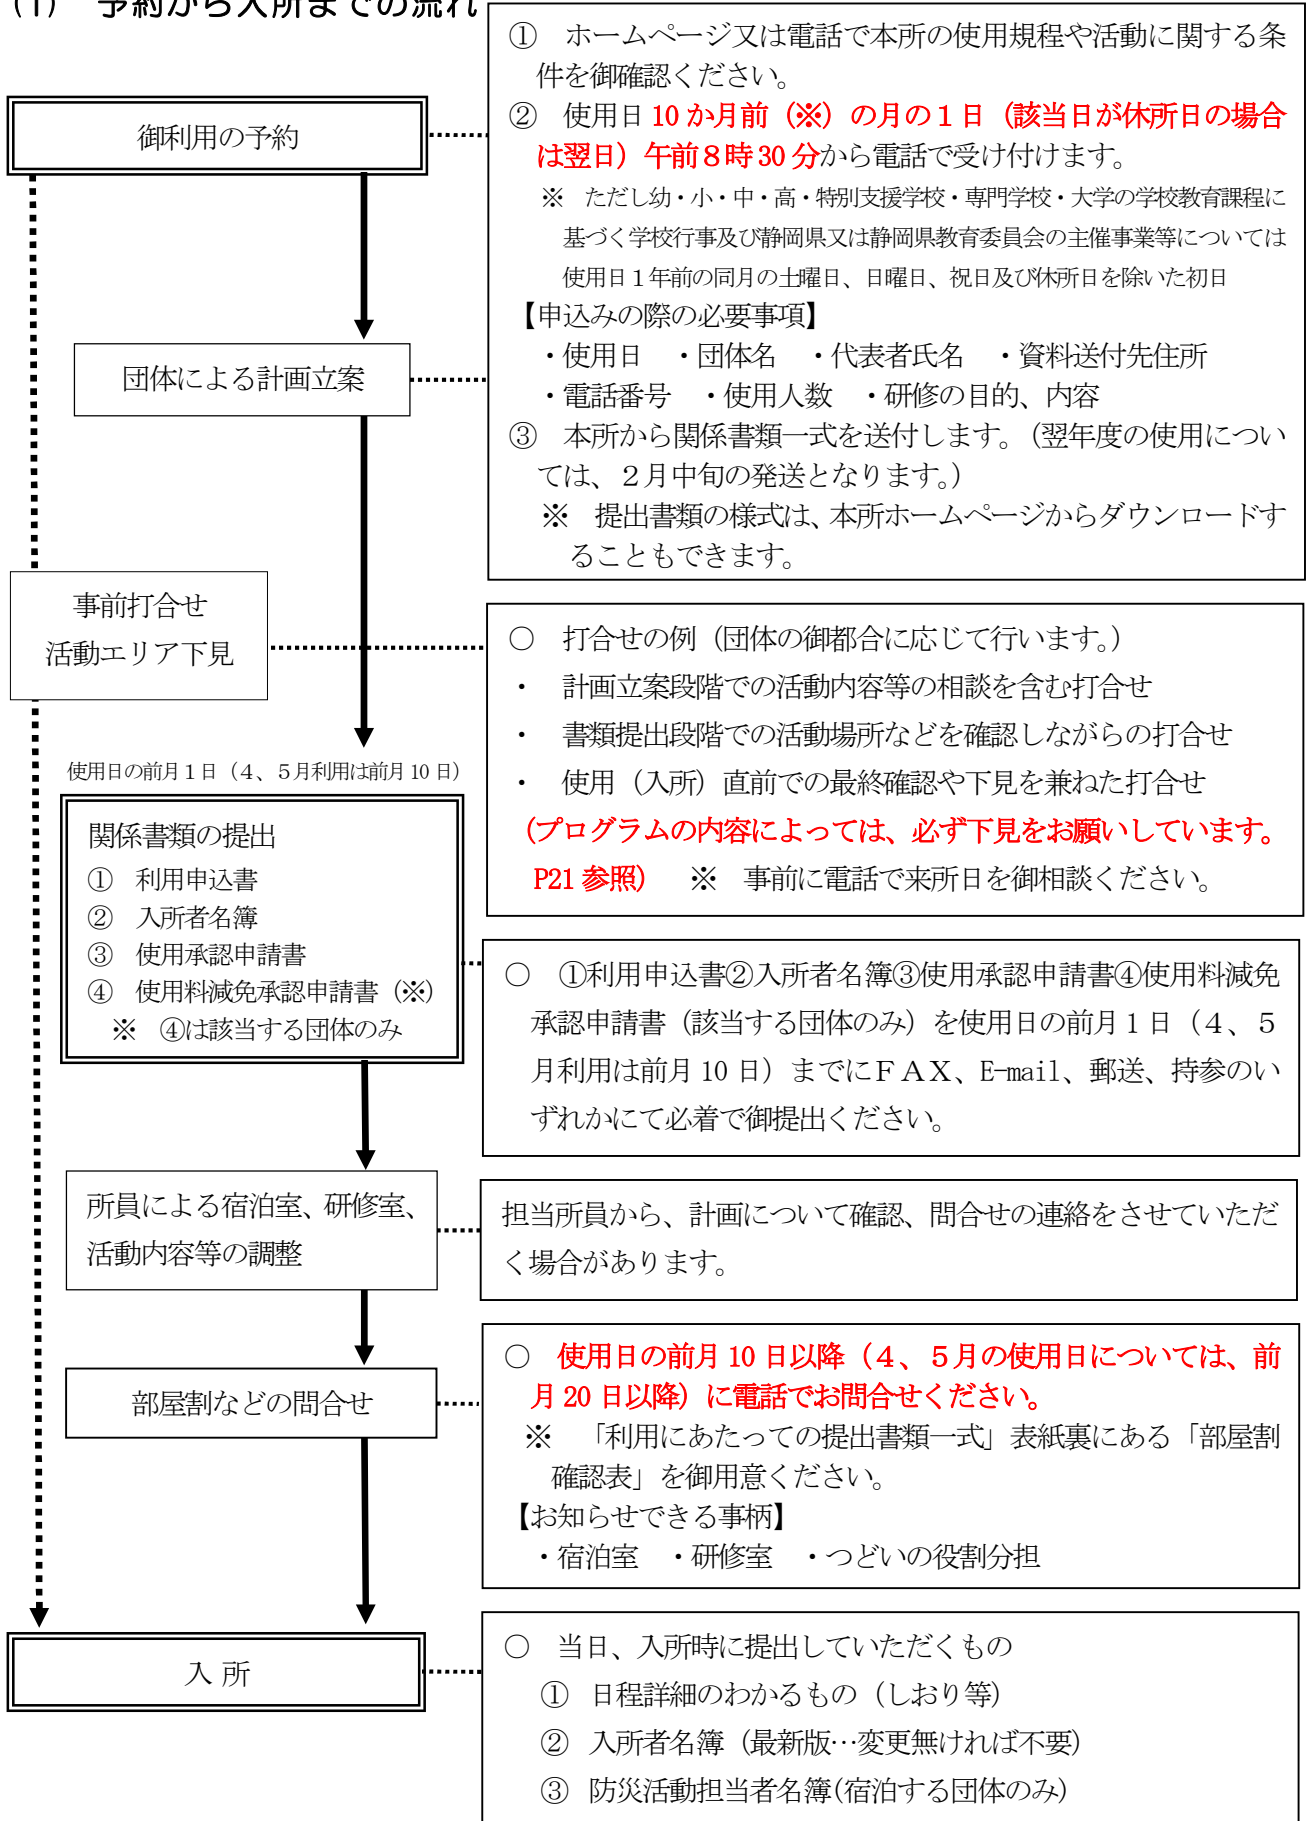 (1) 予約から入所までの流れ
① ホームページ又は電話で本所の使用規程や活動に関する条
件を御確認ください。
② 使用日10か月前(※)の月の1日(該当日が休所日の場合
は翌日)午前8時30分から電話で受け付けます。
※ ただし幼・小・中・高・特別支援学校・専門学校・大学の学校教育課程に
基づく学校行事及び静岡県又は静岡県教育委員会の主催事業等については
使用日1年前の同月の土曜日、日曜日、祝日及び休所日を除いた初日
【申込みの際の必要事項】
・使用日 ・団体名 ・代表者氏名 ・資料送付先住所
・電話番号 ・使用人数 ・研修の目的、内容
③ 本所から関係書類一式を送付します。(翌年度の使用につい
ては、2月中旬の発送となります。)
※ 提出書類の様式は、本所ホームページからダウンロードす
ることもできます。
御利用の予約
団体による計画立案
事前打合せ
活動エリア下見
○ 打合せの例(団体の御都合に応じて行います。)
・ 計画立案段階での活動内容等の相談を含む打合せ
・ 書類提出段階での活動場所などを確認しながらの打合せ
・ 使用(入所)直前での最終確認や下見を兼ねた打合せ
(プログラムの内容によっては、必ず下見をお願いしています。
P21参照) ※ 事前に電話で来所日を御相談ください。
使用日の前月1日(4、5月利用は前月10日)
関係書類の提出
① 利用申込書
② 入所者名簿
③ 使用承認申請書
④ 使用料減免承認申請書(※)
※ ④は該当する団体のみ
○ ①利用申込書②入所者名簿③使用承認申請書④使用料減免
承認申請書(該当する団体のみ)を使用日の前月1日(4、5
月利用は前月10日)までにFAX、E-mail、郵送、持参のい
ずれかにて必着で御提出ください。
所員による宿泊室、研修室、
活動内容等の調整
担当所員から、計画について確認、問合せの連絡をさせていただ
く場合があります。
部屋割などの問合せ
○ 使用日の前月10日以降(4、5月の使用日については、前
月20日以降)に電話でお問合せください。
※ 「利用にあたっての提出書類一式」表紙裏にある「部屋割
確認表」を御用意ください。
【お知らせできる事柄】
・宿泊室 ・研修室 ・つどいの役割分担
入所
○ 当日、入所時に提出していただくもの
① 日程詳細のわかるもの(しおり等)
② 入所者名簿(最新版…変更無ければ不要)
③ 防災活動担当者名簿(宿泊する団体のみ)